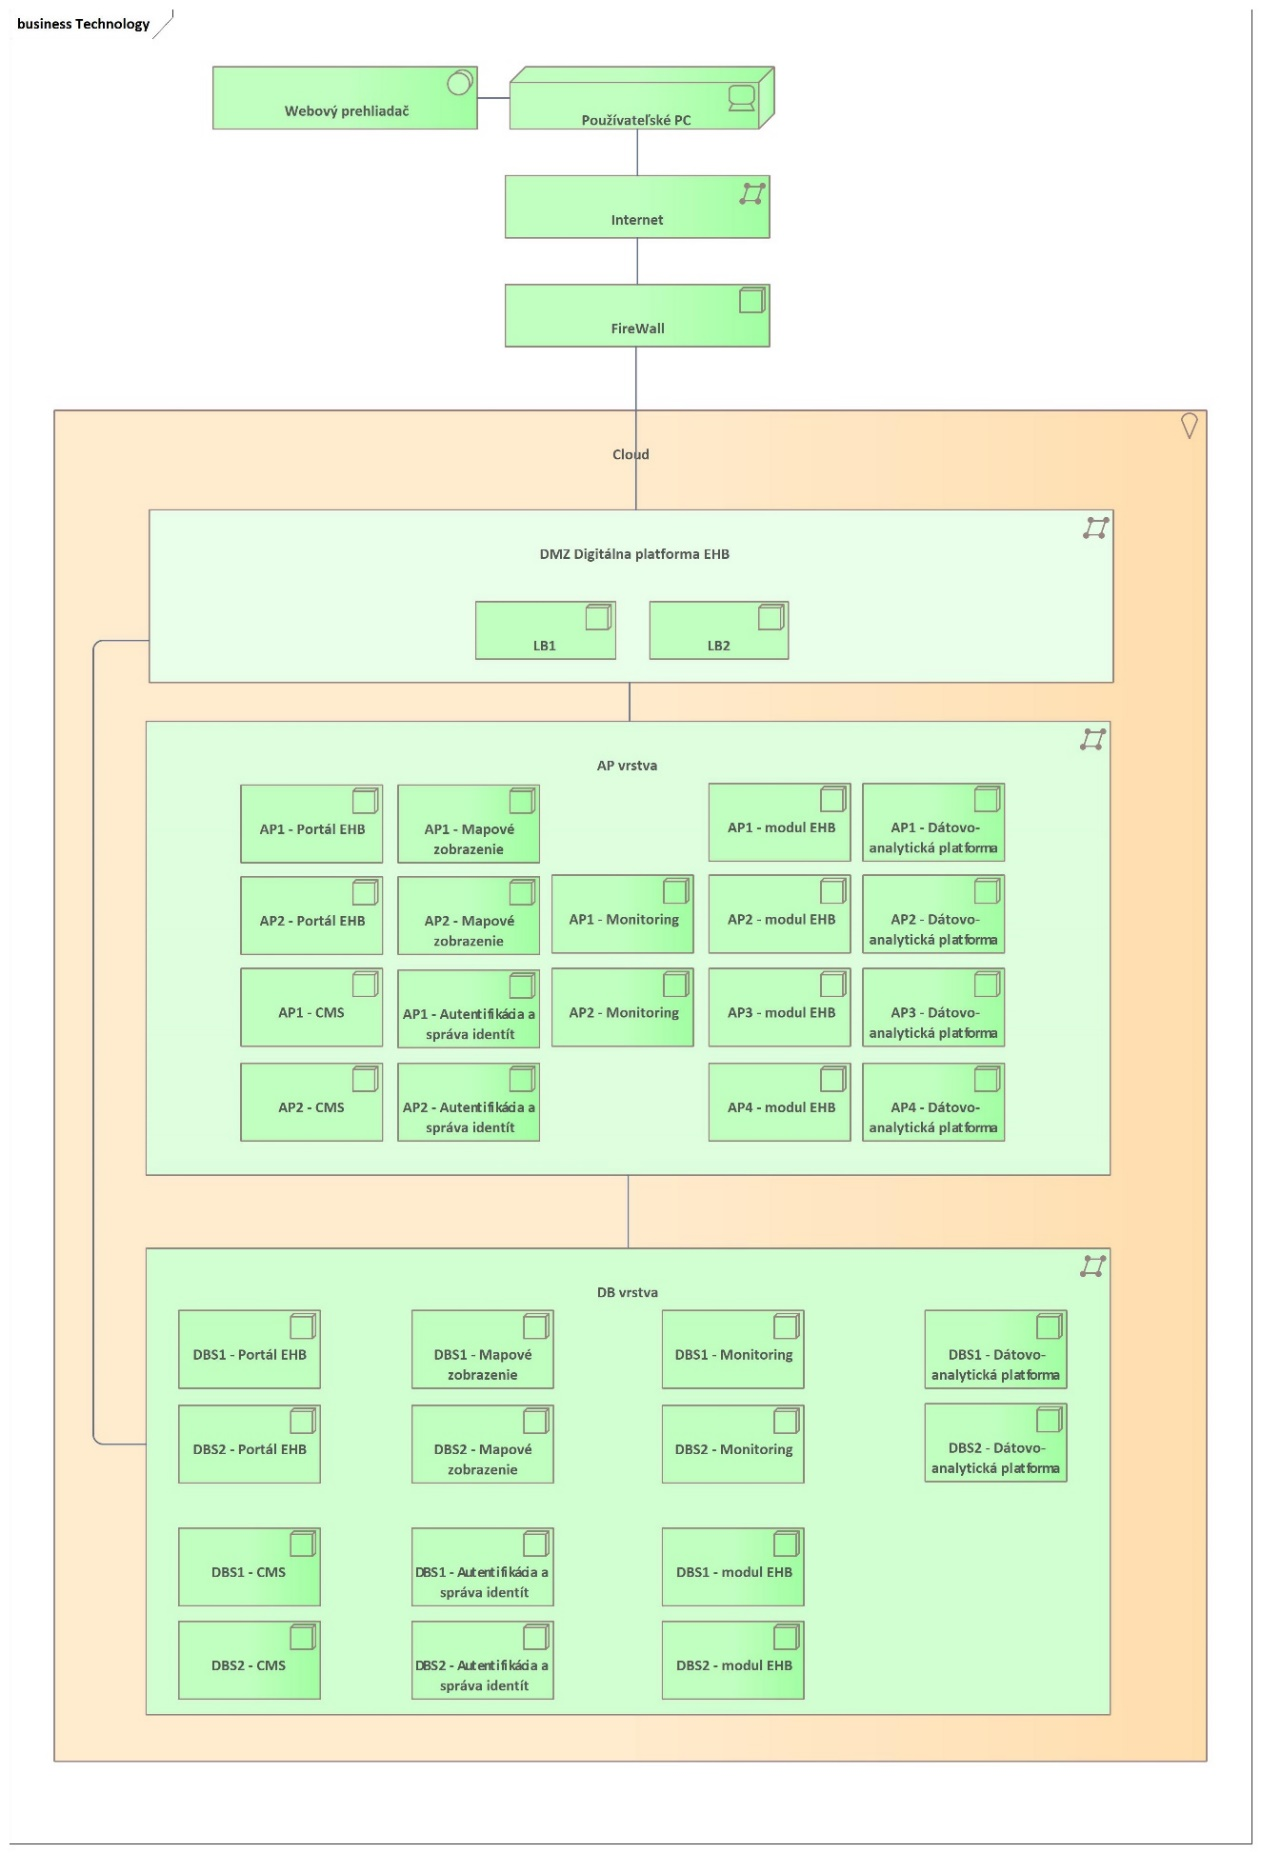 business Technology
Webový prehliadač
Používateľské PC
Internet
FireWall
Cloud
DMZ Digitálna platforma EHB
LB1
LB2
AP vrstva
AP1 - Portál EHB
AP1 - Mapové
zobrazenie
AP1 - modul EHB
AP1 - Dátovo-
analytická platforma
AP2 - Portál EHB
AP2 - Mapové
zobrazenie
AP1 - Monitoring
AP2 - modul EHB
AP2 - Dátovo-
analytická platforma
AP1 - CMS
AP1 - Autentifikácia a
správa identít
AP2 - Monitoring
AP3 - modul EHB
AP3 - Dátovo-
analytická platforma
AP2 - CMS
AP2 - Autentifikácia a
správa identít
AP4 - modul EHB
AP4 - Dátovo-
analytická platforma
DB vrstva
DBS1 - Portál EHB
DBS1 - Mapové
zobrazenie
DBS1 - Monitoring
DBS1 - Dátovo-
analytická platforma
DBS2 - Portál EHB
DBS2 - Mapové
zobrazenie
DBS2 - Monitoring
DBS2 - Dátovo-
analytická platforma
DBS1 - CMS
DBS1 - Autentifikácia a
správa identít
DBS1 - modul EHB
DBS2 - CMS
DBS2 - Autentifikácia a
správa identít
DBS2 - modul EHB